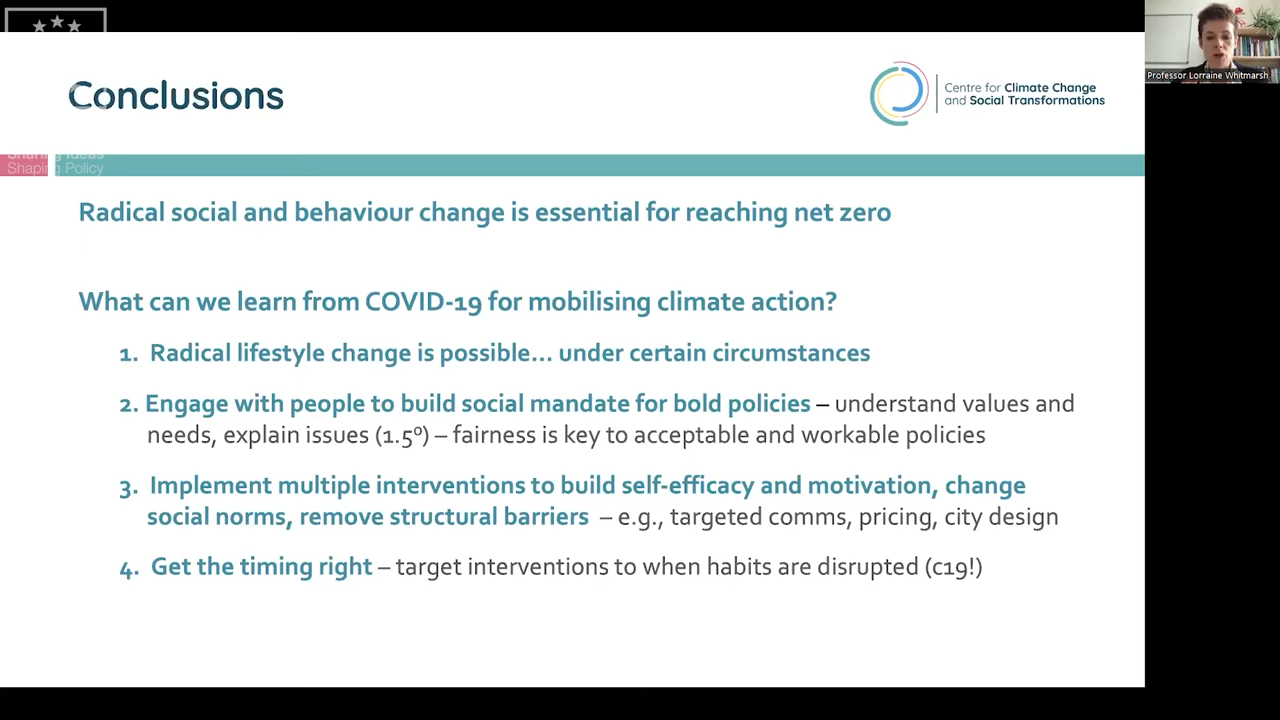 Conclusions
Centre for Climate Change
and Social Transformations
Professor Lorraine Whitmarsh
Sharing Ideas
Shaping Policy
Radical social and behaviour change is essential for reaching net zero
What can we learn from COVID-19 for mobilising climate action?
1. Radical lifestyle change is possible... under certain circumstances
2. Engage with people to build social mandate for bold policies – understand values and
needs, explain issues (1.5º) – fairness is key to acceptable and workable policies
3. Implement multiple interventions to build self-efficacy and motivation, change
social norms, remove structural barriers – e.g., targeted comms, pricing, city design
4. Get the timing right – target interventions to when habits are disrupted (c19!)